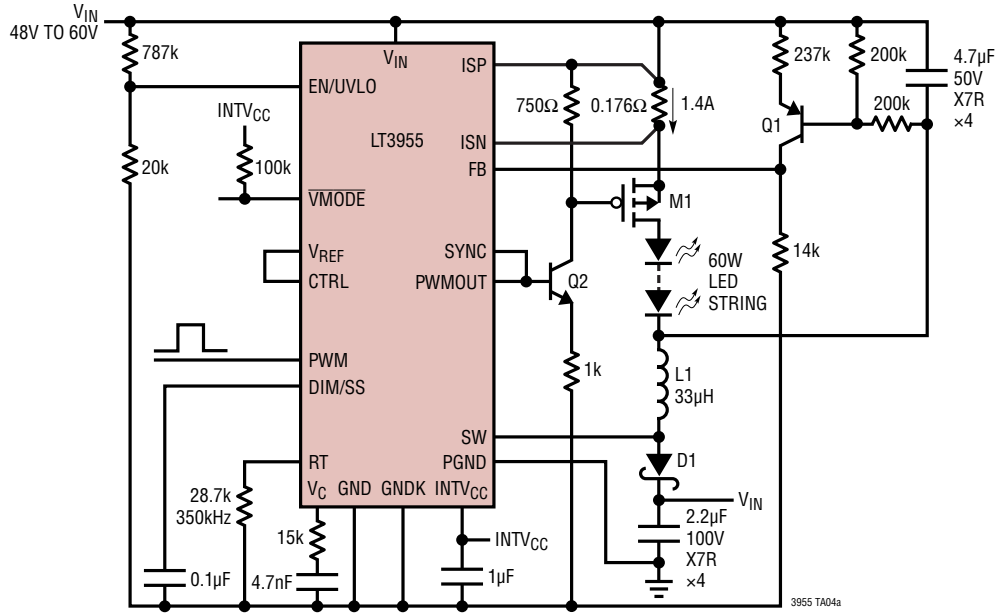 VIN
48V TO 60V
787k
20k
INTVCC
100k
VIN
EN/UVLO
LT3955
VMODE
VREF
CTRL
PWM
DIM/SS
RT
VC
GND
GNDK
INTVCC
ISP
ISN
FB
SYNC
PWMOUT
SW
PGND
750Ω
0.176Ω
1.4A
M1
Q2
1k
60W
LED
STRING
L1
33µH
D1
VIN
2.2µF
100V
X7R
×4
237k
200k
200k
Q1
14k
4.7µF
50V
X7R
×4
28.7k
350kHz
0.1µF
15k
4.7nF
INTVCC
1µF
3955 TA04a